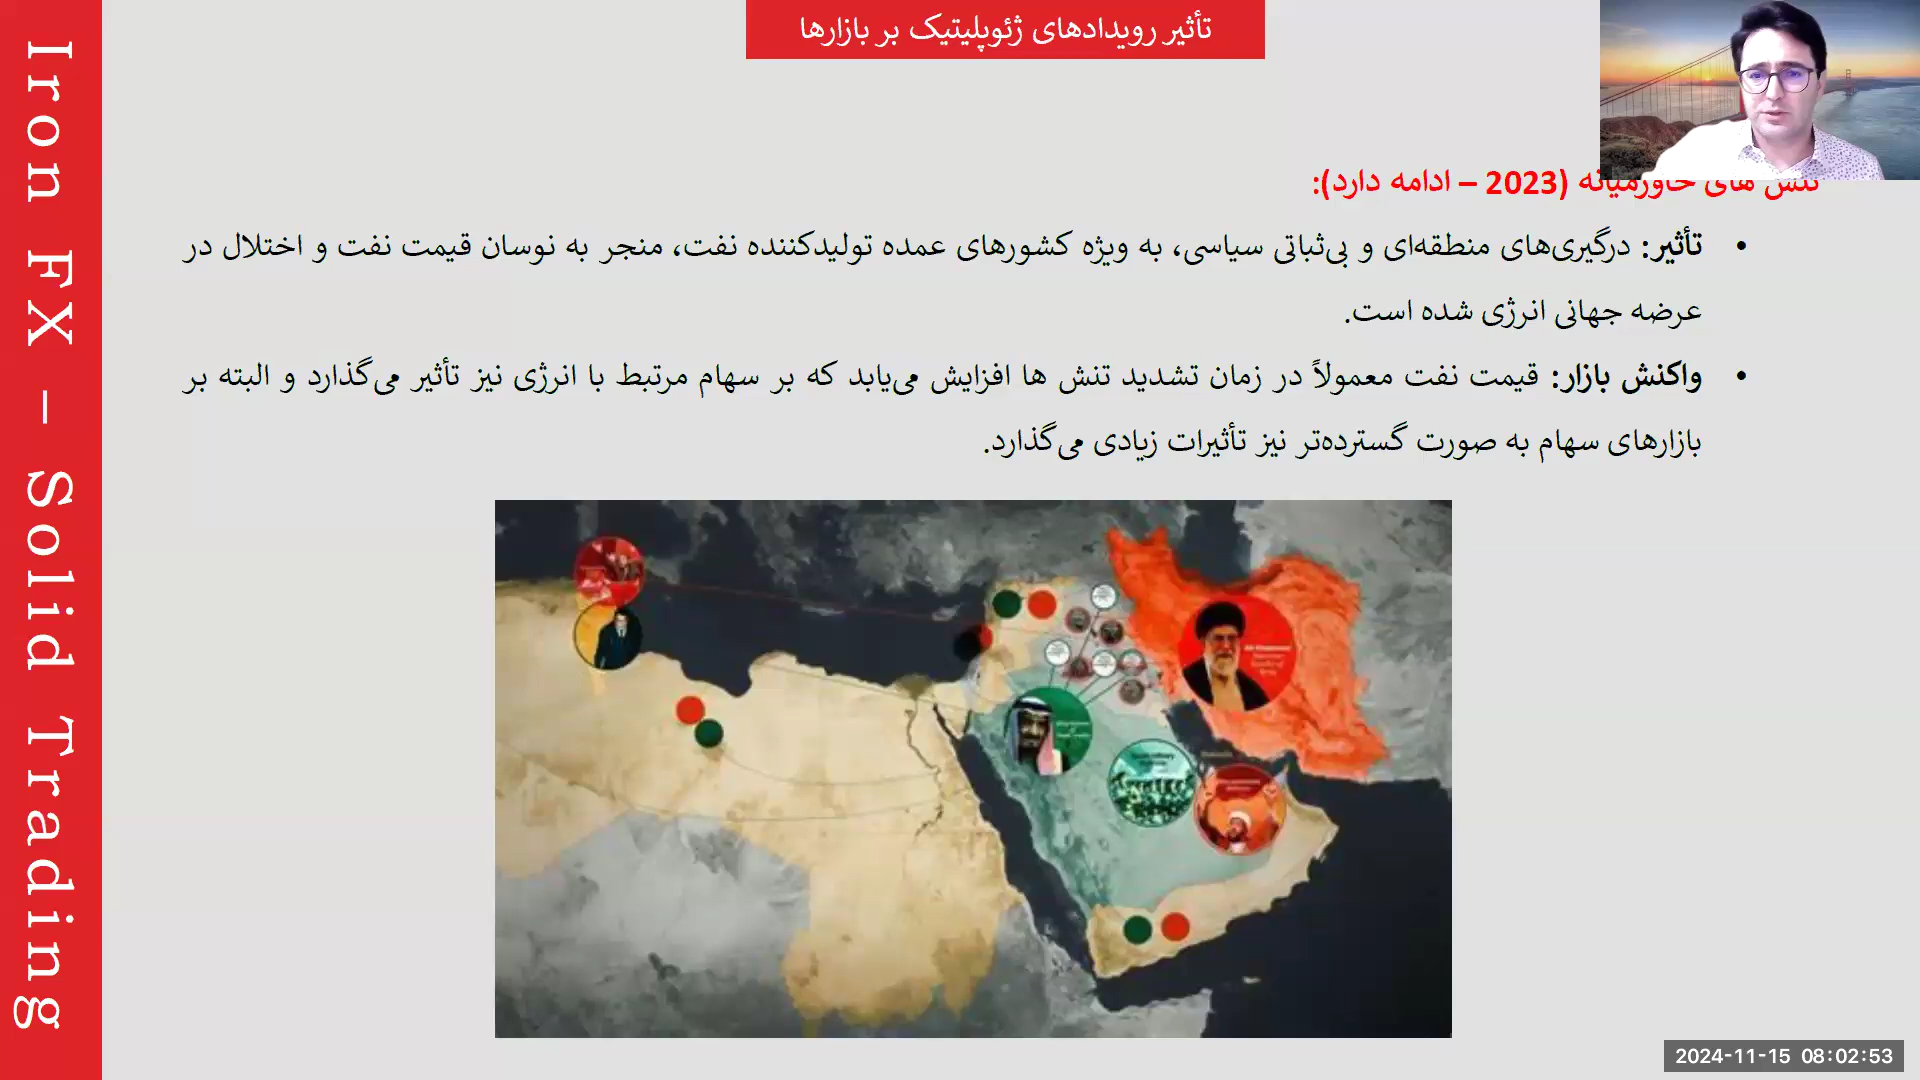 تأثیر رویدادهای ژئوپلیتیک بر بازارها
تنش های خاورمیانه (2023 – ادامه دارد):
تأثیر: درگیری‌های منطقه‌ای و بی‌ثباتی سیاسی، به ویژه کشورهای عمده تولیدکننده نفت، منجر به نوسان قیمت نفت و اختلال در
عرضه جهانی انرژی شده است.
واکنش بازار: قیمت نفت معمولاً در زمان تشدید تنش ها افزایش می‌یابد که بر سهام مرتبط با انرژی نیز تأثیر می‌گذارد و البته بر
بازارهای سهام به صورت گسترده‌تر نیز تأثیرات زیادی می‌گذارد.
Iron FX – Solid Trading
2024-11-15 08:02:53